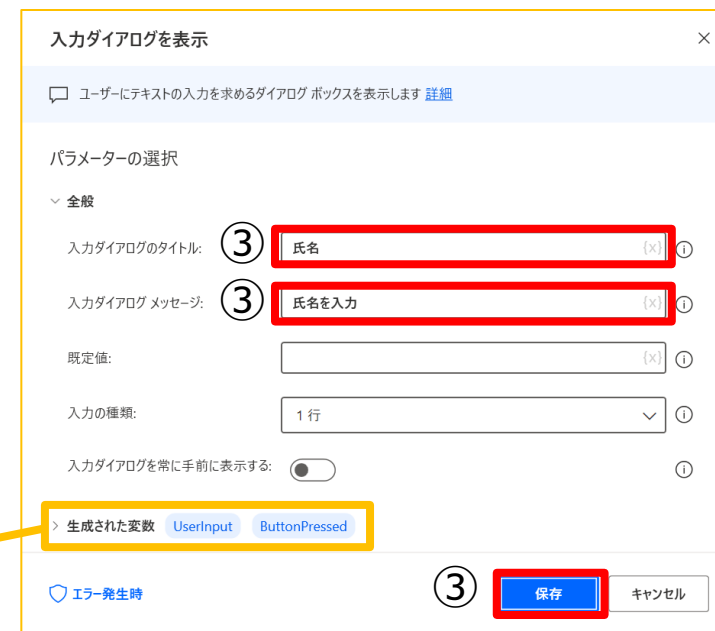 入力ダイアログを表示
ユーザーにテキストの入力を求めるダイアログ ボックスを表示します 詳細
パラメーターの選択
全般
入力ダイアログのタイトル: ③ 氏名 {x}
入力ダイアログ メッセージ: ③ 氏名を入力 {x}
既定値: {x}
入力の種類: 1 行
入力ダイアログを常に手前に表示する:
生成された変数 UserInput ButtonPressed
エラー発生時 ③ 保存 キャンセル